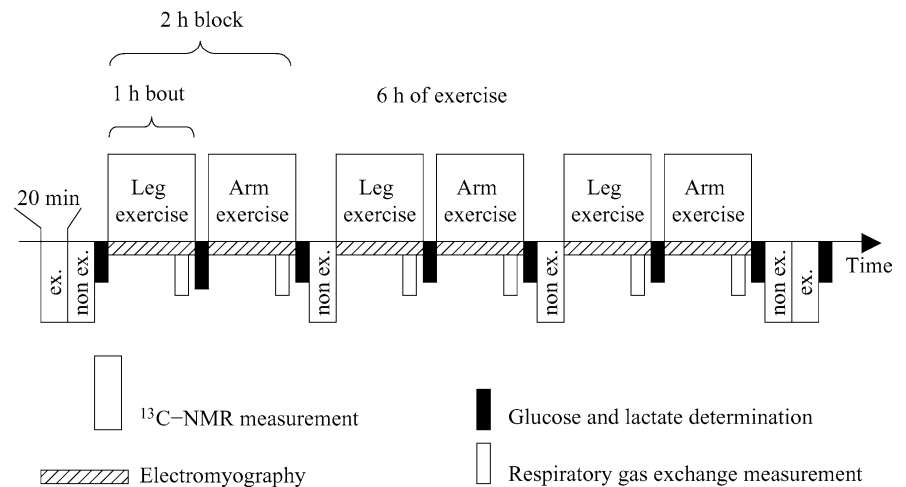 2 h block
1 h bout
6 h of exercise
Leg
exercise
Arm
exercise
Leg
exercise
Arm
exercise
Leg
exercise
Arm
exercise
20 min
ex.
non ex.
non ex.
non ex.
non ex.
ex.
Time
¹³C−NMR measurement
Glucose and lactate determination
Electromyography
Respiratory gas exchange measurement